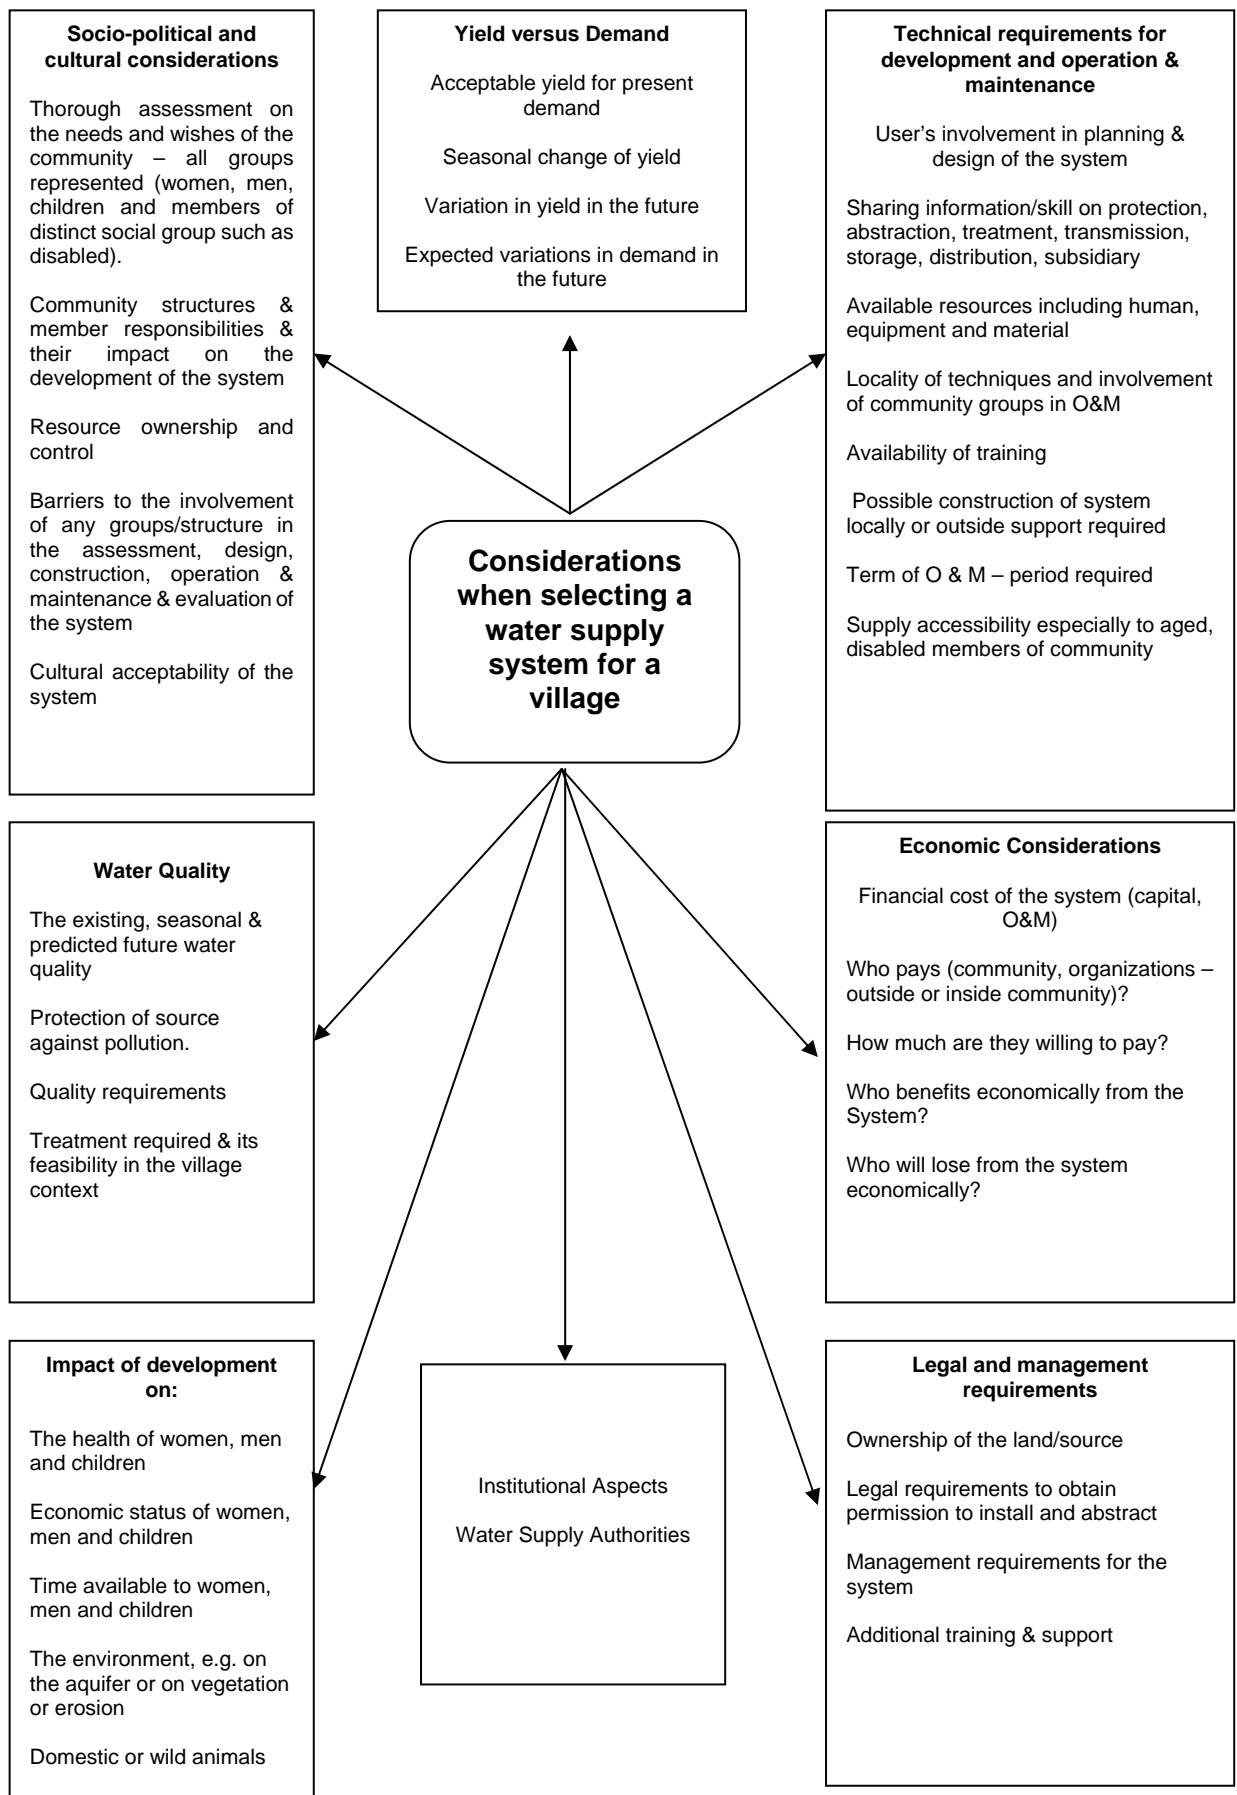 Socio-political and
cultural considerations
Thorough assessment on
the needs and wishes of the
community – all groups
represented (women, men,
children and members of
distinct social group such as
disabled).
Community structures &
member responsibilities &
their impact on the
development of the system
Resource ownership and
control
Barriers to the involvement
of any groups/structure in
the assessment, design,
construction, operation &
maintenance & evaluation of
the system
Cultural acceptability of the
system
Yield versus Demand
Acceptable yield for present
demand
Seasonal change of yield
Variation in yield in the future
Expected variations in demand in
the future
Technical requirements for
development and operation &
maintenance
User's involvement in planning &
design of the system
Sharing information/skill on protection,
abstraction, treatment, transmission,
storage, distribution, subsidiary
Available resources including human,
equipment and material
Locality of techniques and involvement
of community groups in O&M
Availability of training
Possible construction of system
locally or outside support required
Term of O & M – period required
Supply accessibility especially to aged,
disabled members of community
Considerations
when selecting a
water supply
system for a
village
Water Quality
The existing, seasonal &
predicted future water
quality
Protection of source
against pollution.
Quality requirements
Treatment required & its
feasibility in the village
context
Economic Considerations
Financial cost of the system (capital,
O&M)
Who pays (community, organizations –
outside or inside community)?
How much are they willing to pay?
Who benefits economically from the
System?
Who will lose from the system
economically?
Impact of development
on:
The health of women, men
and children
Economic status of women,
men and children
Time available to women,
men and children
The environment, e.g. on
the aquifer or on vegetation
or erosion
Domestic or wild animals
Institutional Aspects
Water Supply Authorities
Legal and management
requirements
Ownership of the land/source
Legal requirements to obtain
permission to install and abstract
Management requirements for the
system
Additional training & support